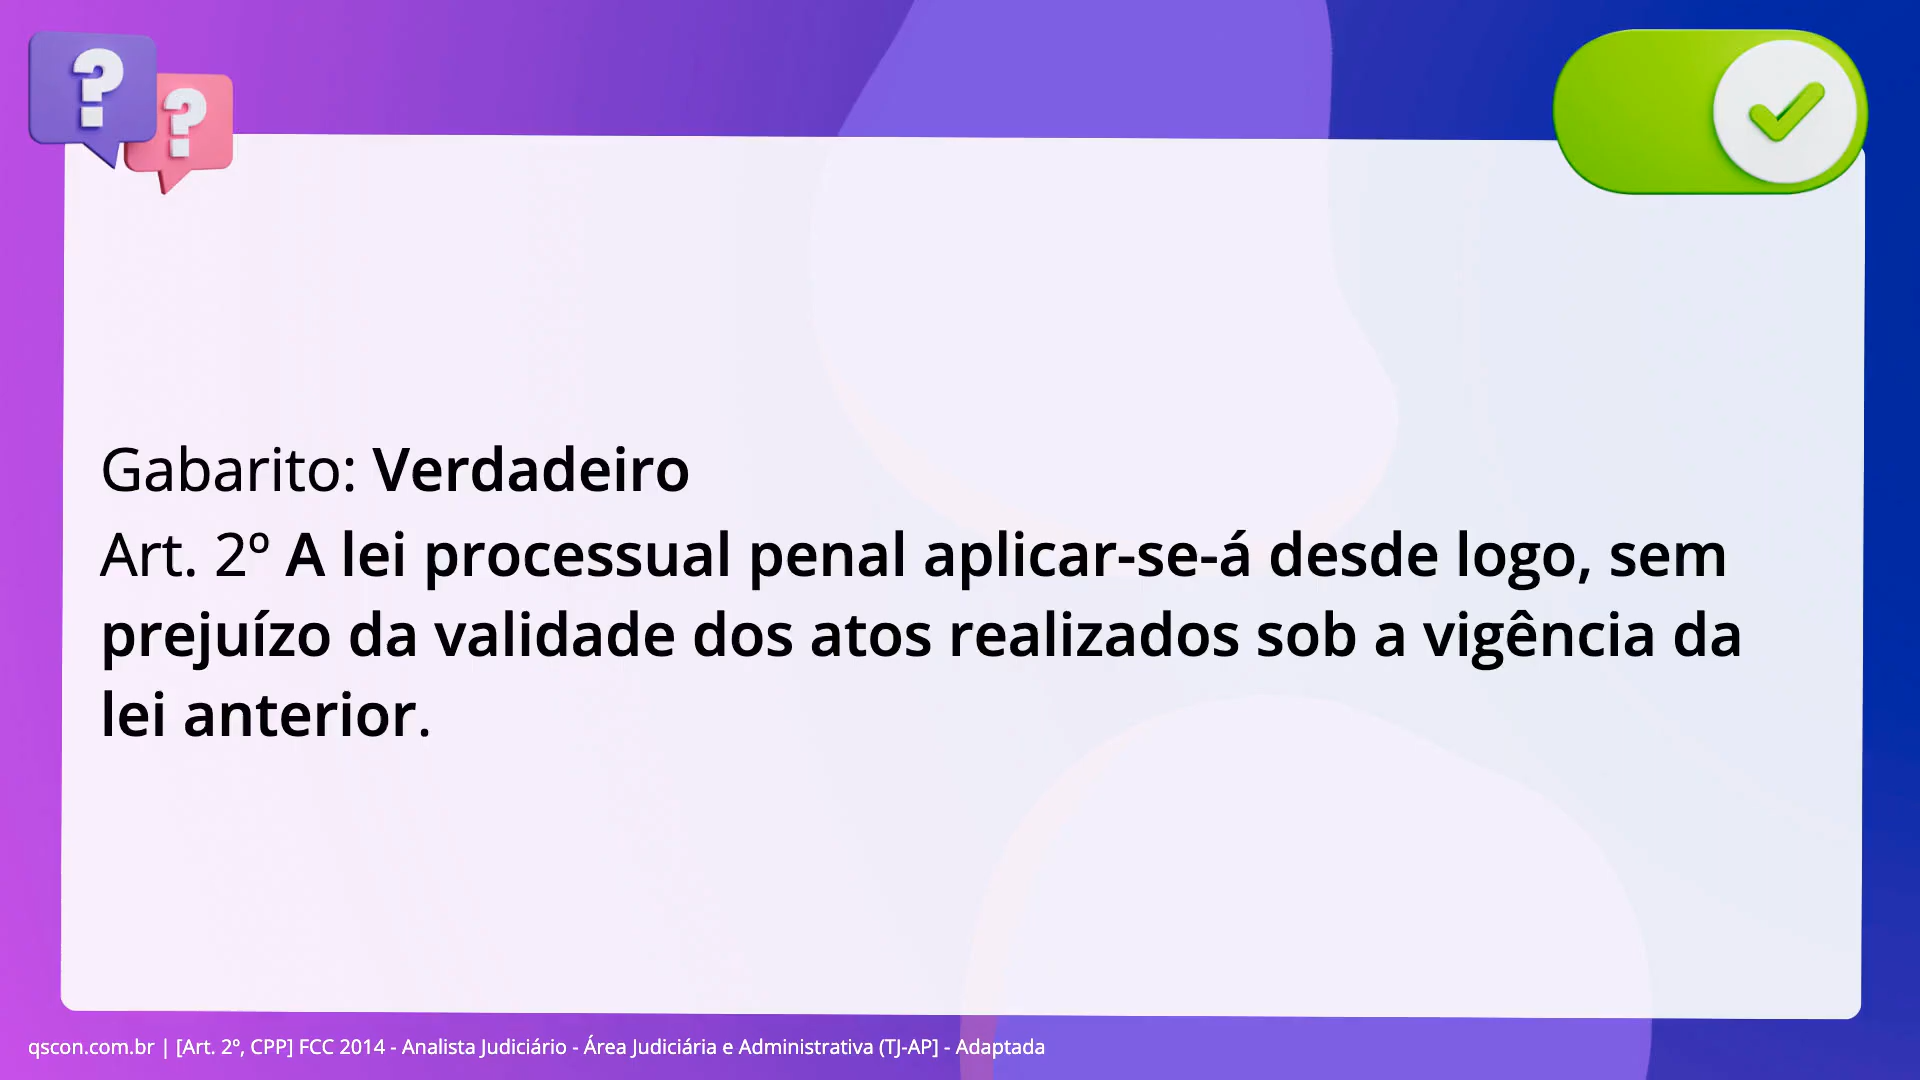 Gabarito: Verdadeiro
Art. 2º A lei processual penal aplicar-se-á desde logo, sem
prejuízo da validade dos atos realizados sob a vigência da
lei anterior.
qscon.com.br | [Art. 2º, CPP] FCC 2014 - Analista Judiciário - Área Judiciária e Administrativa (TJ-AP] - Adaptada